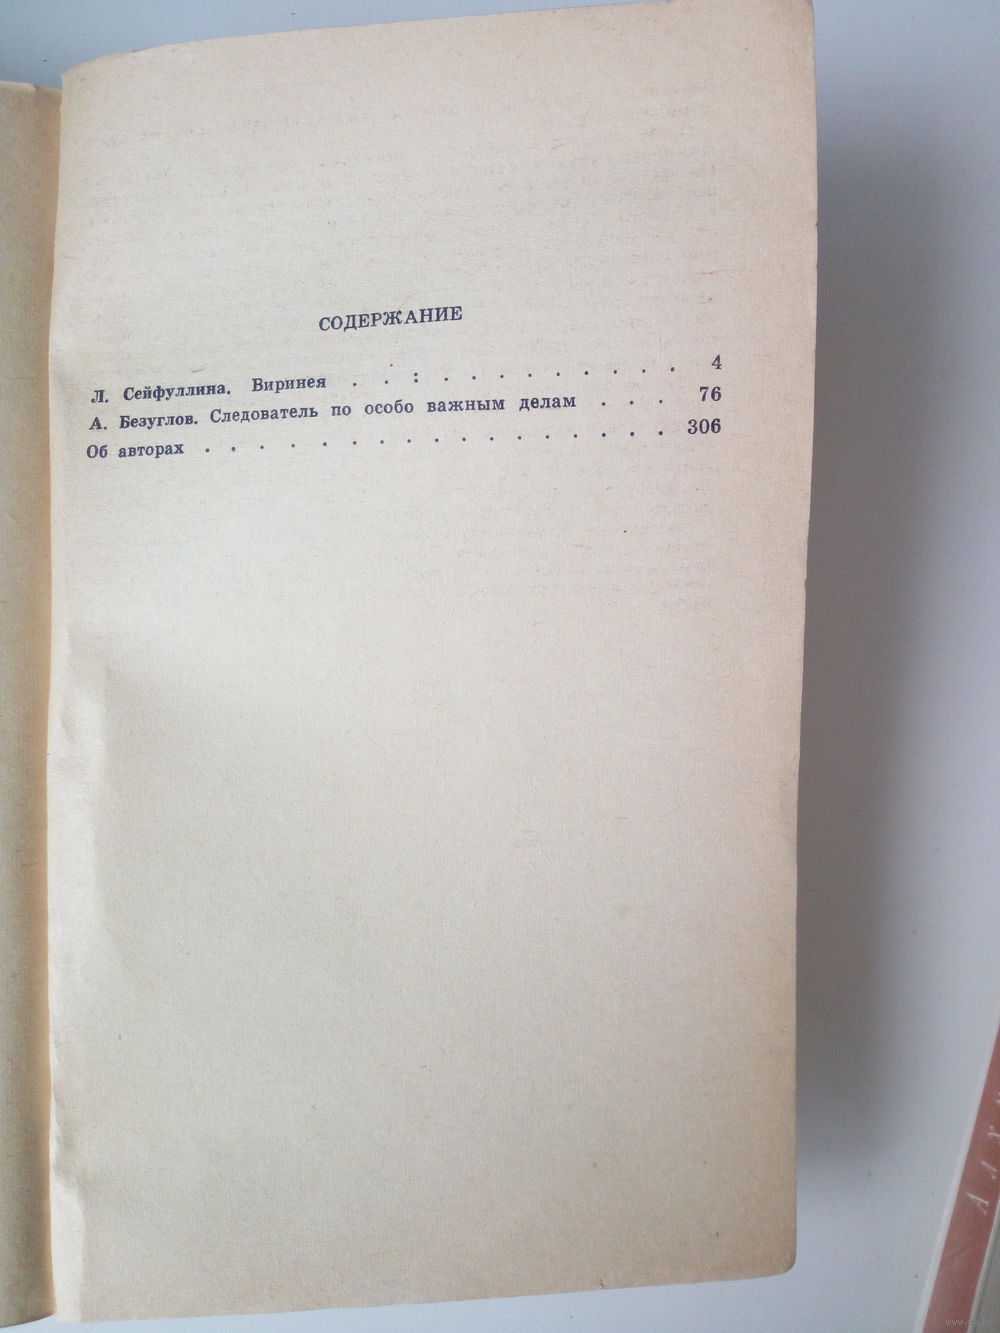 СОДЕРЖАНИЕ
Л. Сейфуллина. Виринея . . : . . . . . . . . . 4
А. Безуглов. Следователь по особо важным делам . . . 76
Об авторах . . . . . . . . . . . . . . . . . 306